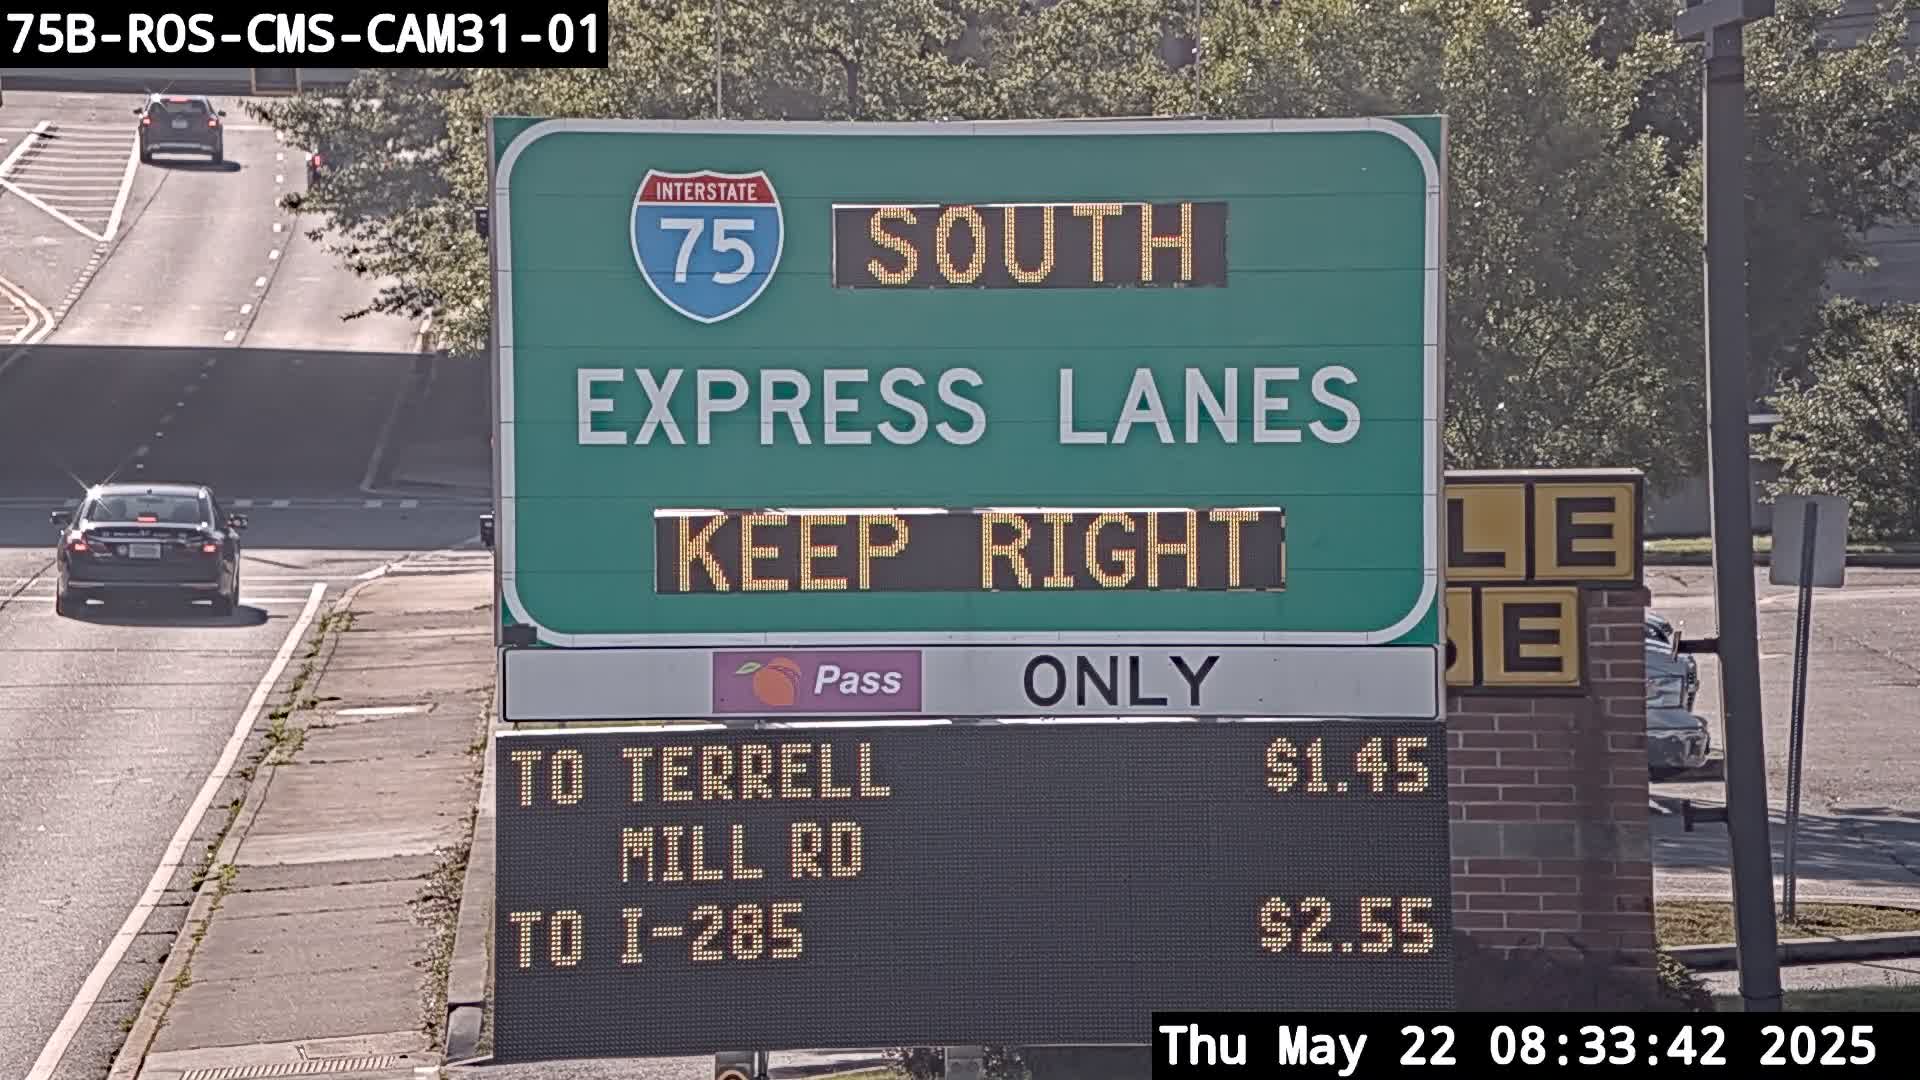 75B-ROS-CMS-CAM31-01
INTERSTATE
75
SOUTH
EXPRESS LANES
KEEP RIGHT
Pass ONLY
TO TERRELL $1.45
MILL RD
TO I-285 $2.55
LE
E
Thu May 22 08:33:42 2025